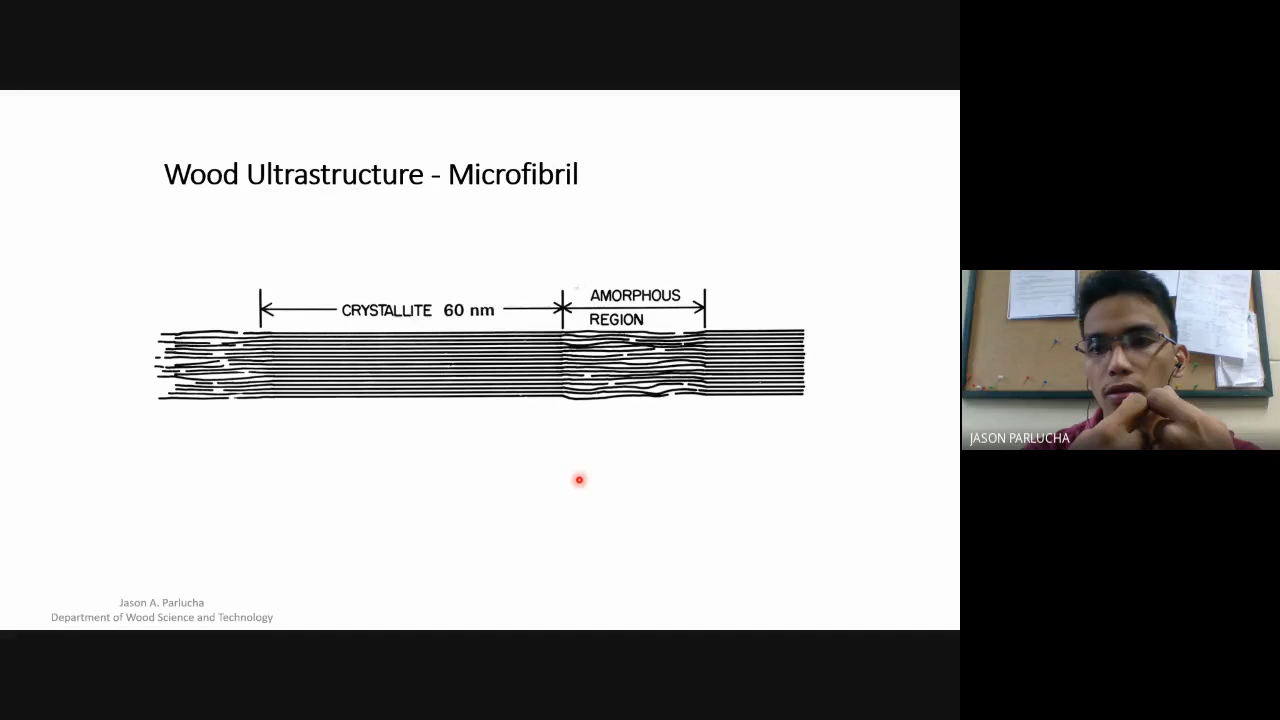 Wood Ultrastructure - Microfibril
CRYSTALLITE 60 nm
AMORPHOUS
REGION
Jason A. Parlucha
Department of Wood Science and Technology
JASON PARLUCHA